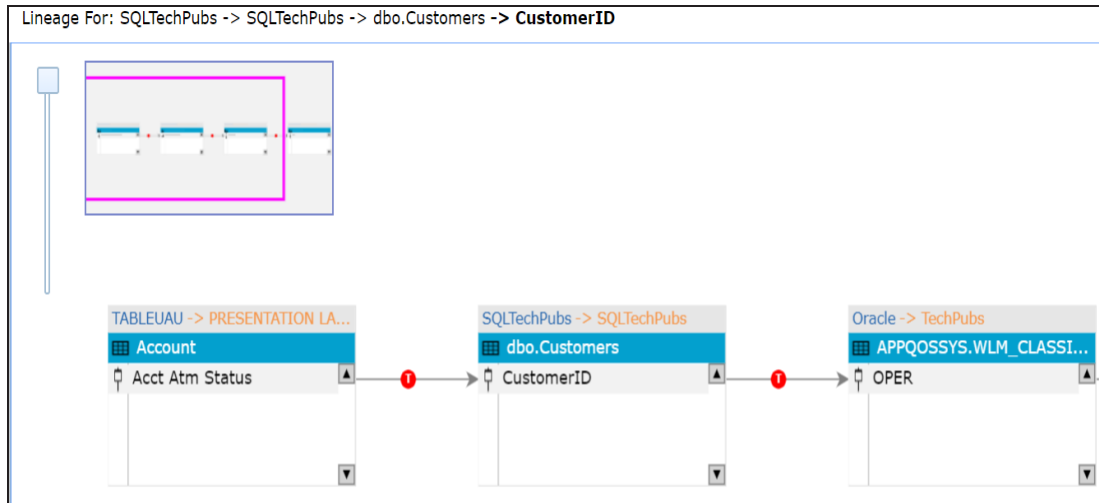 Lineage For: SQLTechPubs -> SQLTechPubs -> dbo.Customers -> CustomerID
TABLEUAU -> PRESENTATION LA...
Account
Acct Atm Status
T
SQLTechPubs -> SQLTechPubs
dbo.Customers
CustomerID
T
Oracle -> TechPubs
APPQOSSYS.WLM_CLASSI...
OPER